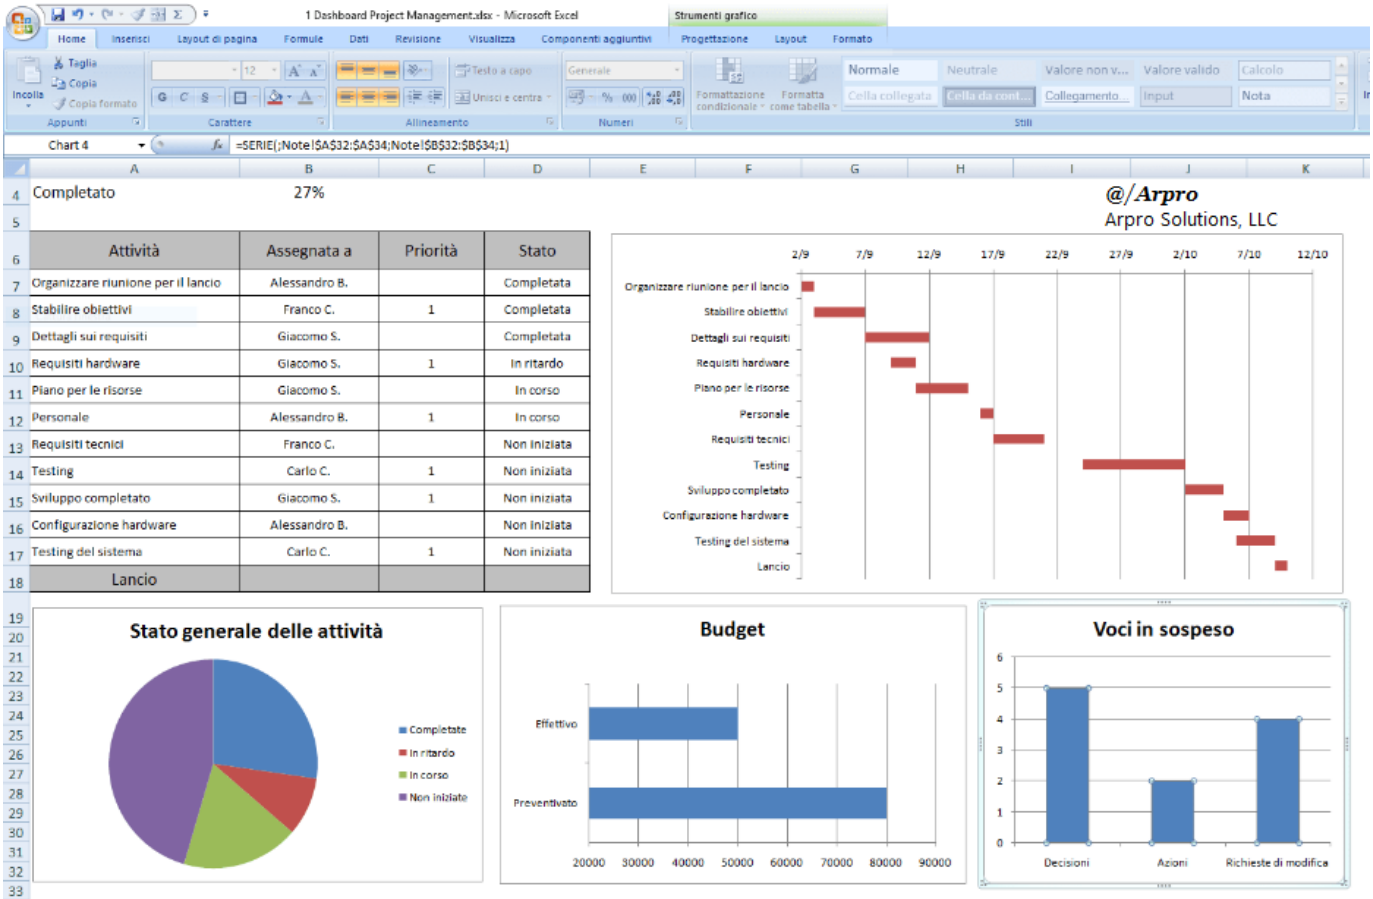 1 Dashboard Project Management.xlsx - Microsoft Excel
Strumenti grafico
Home Inserisci Layout di pagina Formule Dati Revisione Visualizza Componenti aggiuntivi Progettazione Layout Formato
Incolla
Taglia
Copia
Copia formato
Appunti
12
G C S
Carattere
Testo a capo
Unisci e centra
Allineamento
Generale
% 000
Numeri
Formattazione condizionale
Formatta come tabella
Normale Neutrale Valore non v... Valore valido Calcolo
Cella collegata Cella da cont... Collegamento... Input Nota
Stili
Chart 4 fx =SERIE(;Note!$A$32:$A$34;Note!$B$32:$B$34;1)
A B C D E F G H I J K
4 Completato 27%
@/Arpro
5
Arpro Solutions, LLC
6 Attività Assegnata a Priorità Stato
7 Organizzare riunione per il lancio Alessandro B. Completata
8 Stabilire obiettivi Franco C. 1 Completata
9 Dettagli sui requisiti Giacomo S. Completata
10 Requisiti hardware Giacomo S. 1 In ritardo
11 Piano per le risorse Giacomo S. In corso
12 Personale Alessandro B. 1 In corso
13 Requisiti tecnici Franco C. Non iniziata
14 Testing Carlo C. 1 Non iniziata
15 Sviluppo completato Giacomo S. 1 Non iniziata
16 Configurazione hardware Alessandro B. Non iniziata
17 Testing del sistema Carlo C. 1 Non iniziata
18 Lancio
2/9 7/9 12/9 17/9 22/9 27/9 2/10 7/10 12/10
Organizzare riunione per il lancio
Stabilire obiettivi
Dettagli sui requisiti
Requisiti hardware
Piano per le risorse
Personale
Requisiti tecnici
Testing
Sviluppo completato
Configurazione hardware
Testing del sistema
Lancio
19
20
21
22
23
24
25
26
27
28
29
30
31
32
33
Stato generale delle attività
Completate
In ritardo
In corso
Non iniziate
Budget
Effettivo
Preventivato
20000 30000 40000 50000 60000 70000 80000 90000
Voci in sospeso
6
5
4
3
2
1
0
Decisioni Azioni Richieste di modifica